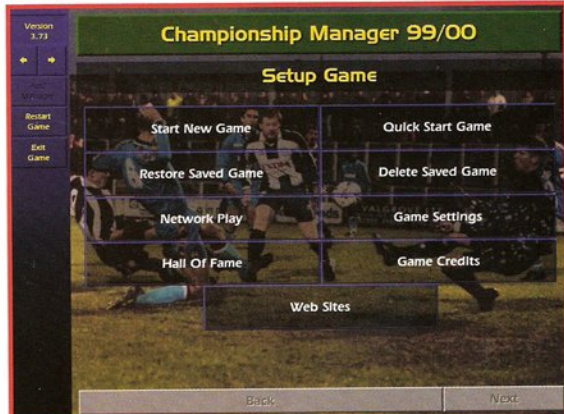 Version
3.73
Championship Manager 99/00
Add
Manager
Restart
Game
Exit
Game
Setup Game
Start New Game
Quick Start Game
Restore Saved Game
Delete Saved Game
Network Play
Game Settings
Hall Of Fame
Game Credits
Web Sites
Back
Next